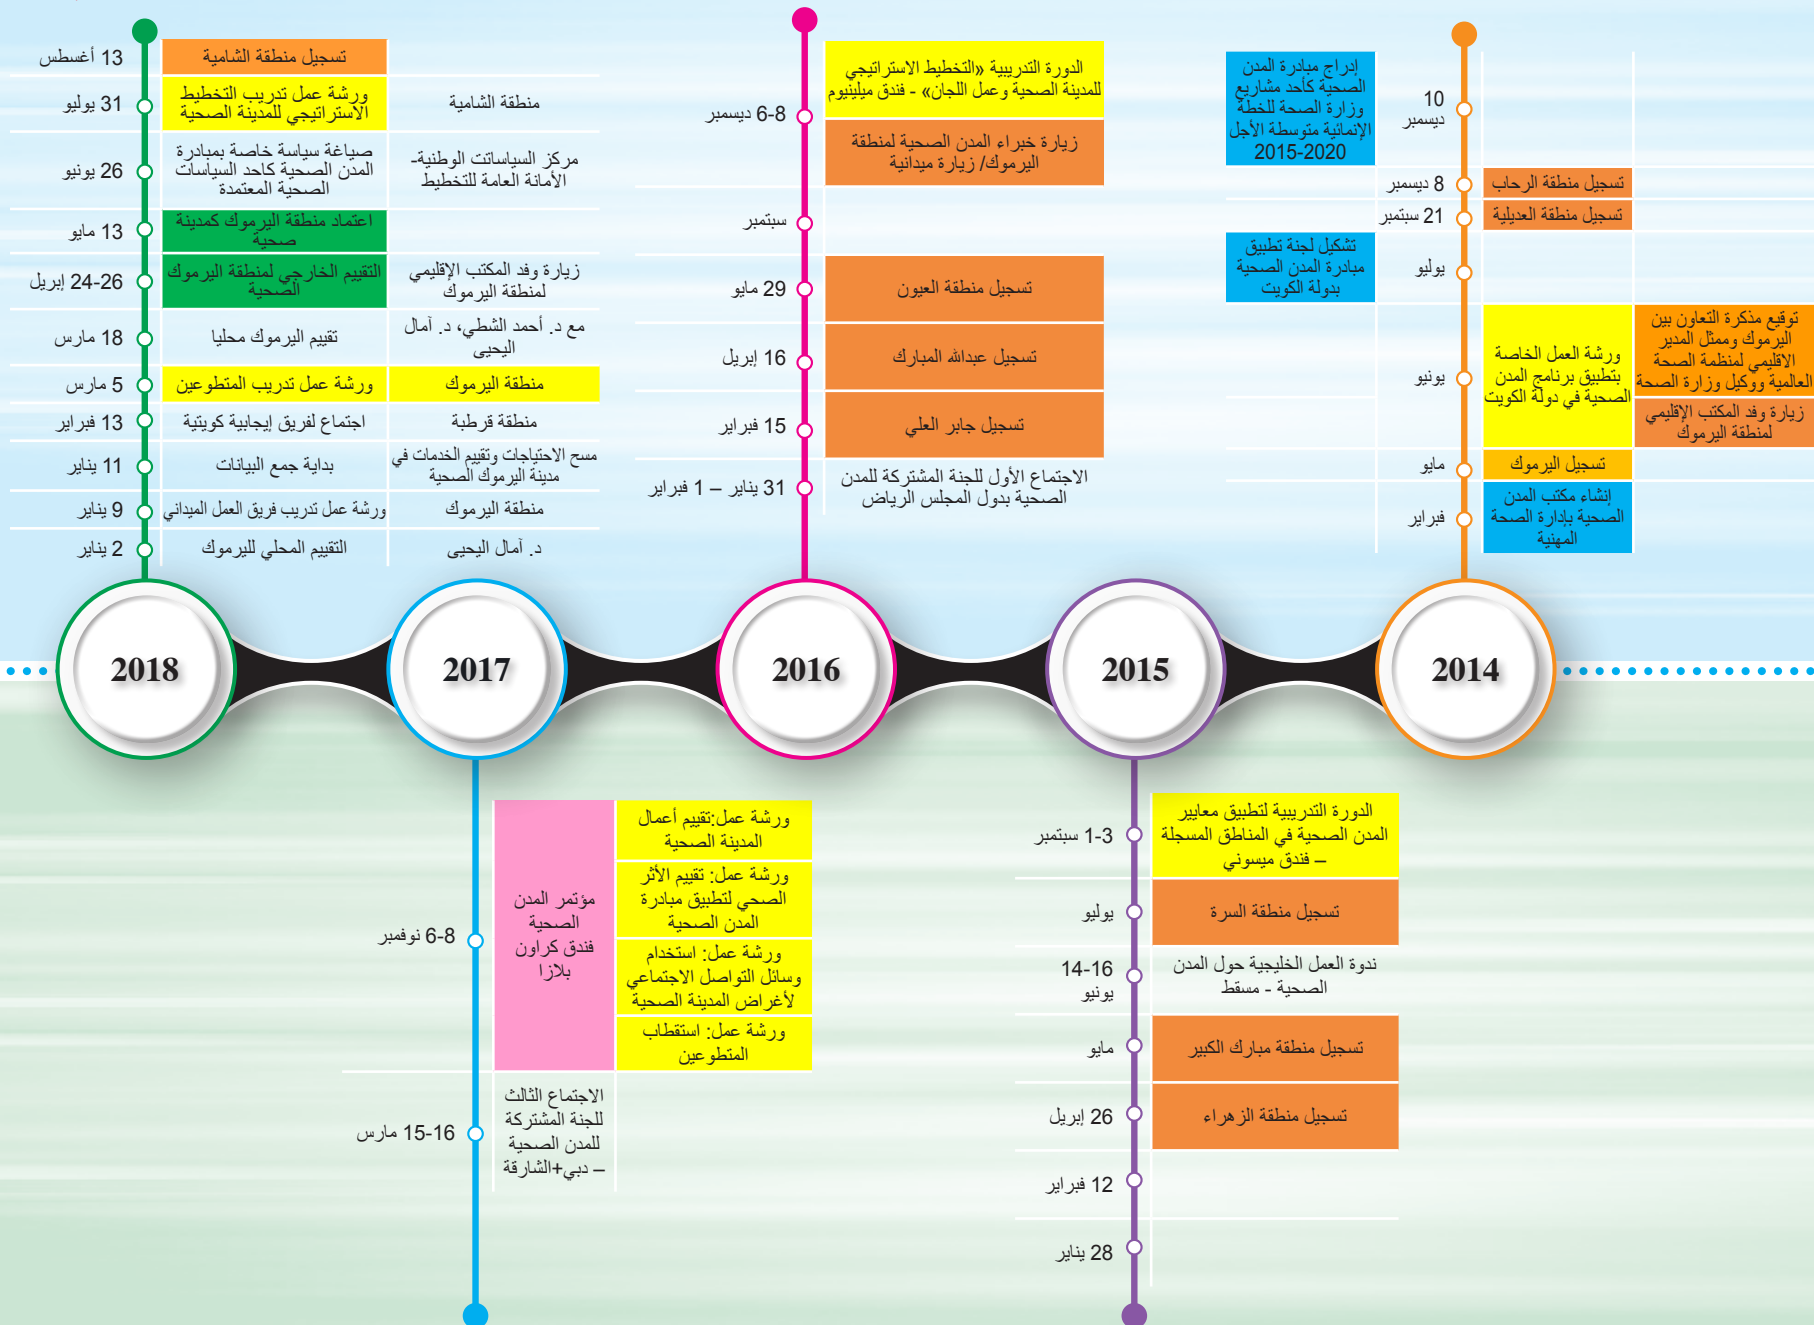 2014
10
ديسمبر
إدراج مبادرة المدن
الصحية كأحد مشاريع
وزارة الصحة للخطة
الإنمائية متوسطة الأجل
2015-2020
تسجيل منطقة الرحاب
8 ديسمبر
تسجيل منطقة العديلية
21 سبتمبر
يوليو
تشكيل لجنة تطبيق
مبادرة المدن الصحية
بدولة الكويت
توقيع مذكرة التعاون بين
اليرموك وممثل المدير
الاقليمي لمنظمة الصحة
العالمية ووكيل وزارة الصحة
زيارة وفد المكتب الإقليمي
لمنطقة اليرموك
ورشة العمل الخاصة
بتطبيق برنامج المدن
الصحية في دولة الكويت
يونيو
تسجيل اليرموك
مايو
إنشاء مكتب المدن
الصحية بإدارة الصحة
المهنية
فبراير
2015
الدورة التدريبية لتطبيق معايير
المدن الصحية في المناطق المسجلة
– فندق ميسوني
1-3 سبتمبر
تسجيل منطقة السرة
يوليو
ندوة العمل الخليجية حول المدن
الصحية - مسقط
14-16
يونيو
تسجيل منطقة مبارك الكبير
مايو
تسجيل منطقة الزهراء
26 إبريل
12 فبراير
28 يناير
2016
الدورة التدريبية «التخطيط الاستراتيجي
للمدينة الصحية وعمل اللجان» - فندق ميلينيوم
زيارة خبراء المدن الصحية لمنطقة
اليرموك/ زيارة ميدانية
6-8 ديسمبر
سبتمبر
تسجيل منطقة العيون
29 مايو
تسجيل عبدالله المبارك
16 إبريل
تسجيل جابر العلي
15 فبراير
الاجتماع الأول للجنة المشتركة للمدن
الصحية بدول المجلس الرياض
31 يناير – 1 فبراير
2017
ورشة عمل:تقييم أعمال
المدينة الصحية
ورشة عمل: تقييم الأثر
الصحي لتطبيق مبادرة
المدن الصحية
ورشة عمل: استخدام
وسائل التواصل الاجتماعي
لأغراض المدينة الصحية
ورشة عمل: استقطاب
المتطوعين
مؤتمر المدن
الصحية
فندق كراون
بلازا
6-8 نوفمبر
الاجتماع الثالث
للجنة المشتركة
للمدن الصحية
– دبي+الشارقة
15-16 مارس
2018
تسجيل منطقة الشامية
13 أغسطس
منطقة الشامية
ورشة عمل تدريب التخطيط
الاستراتيجي للمدينة الصحية
31 يوليو
مركز السياساتت الوطنية-
الأمانة العامة للتخطيط
صياغة سياسة خاصة بمبادرة
المدن الصحية كاحد السياسات
الصحية المعتمدة
26 يونيو
اعتماد منطقة اليرموك كمدينة
صحية
13 مايو
زيارة وفد المكتب الإقليمي
لمنطقة اليرموك
التقييم الخارجي لمنطقة اليرموك
الصحية
24-26 إبريل
مع د. أحمد الشطي، د. آمال
اليحيى
تقييم اليرموك محليا
18 مارس
منطقة اليرموك
ورشة عمل تدريب المتطوعين
5 مارس
منطقة قرطبة
اجتماع لفريق إيجابية كويتية
13 فبراير
مسح الاحتياجات وتقييم الخدمات في
مدينة اليرموك الصحية
بداية جمع البيانات
11 يناير
منطقة اليرموك
ورشة عمل تدريب فريق العمل الميداني
9 يناير
د. آمال اليحيى
التقييم المحلي لليرموك
2 يناير